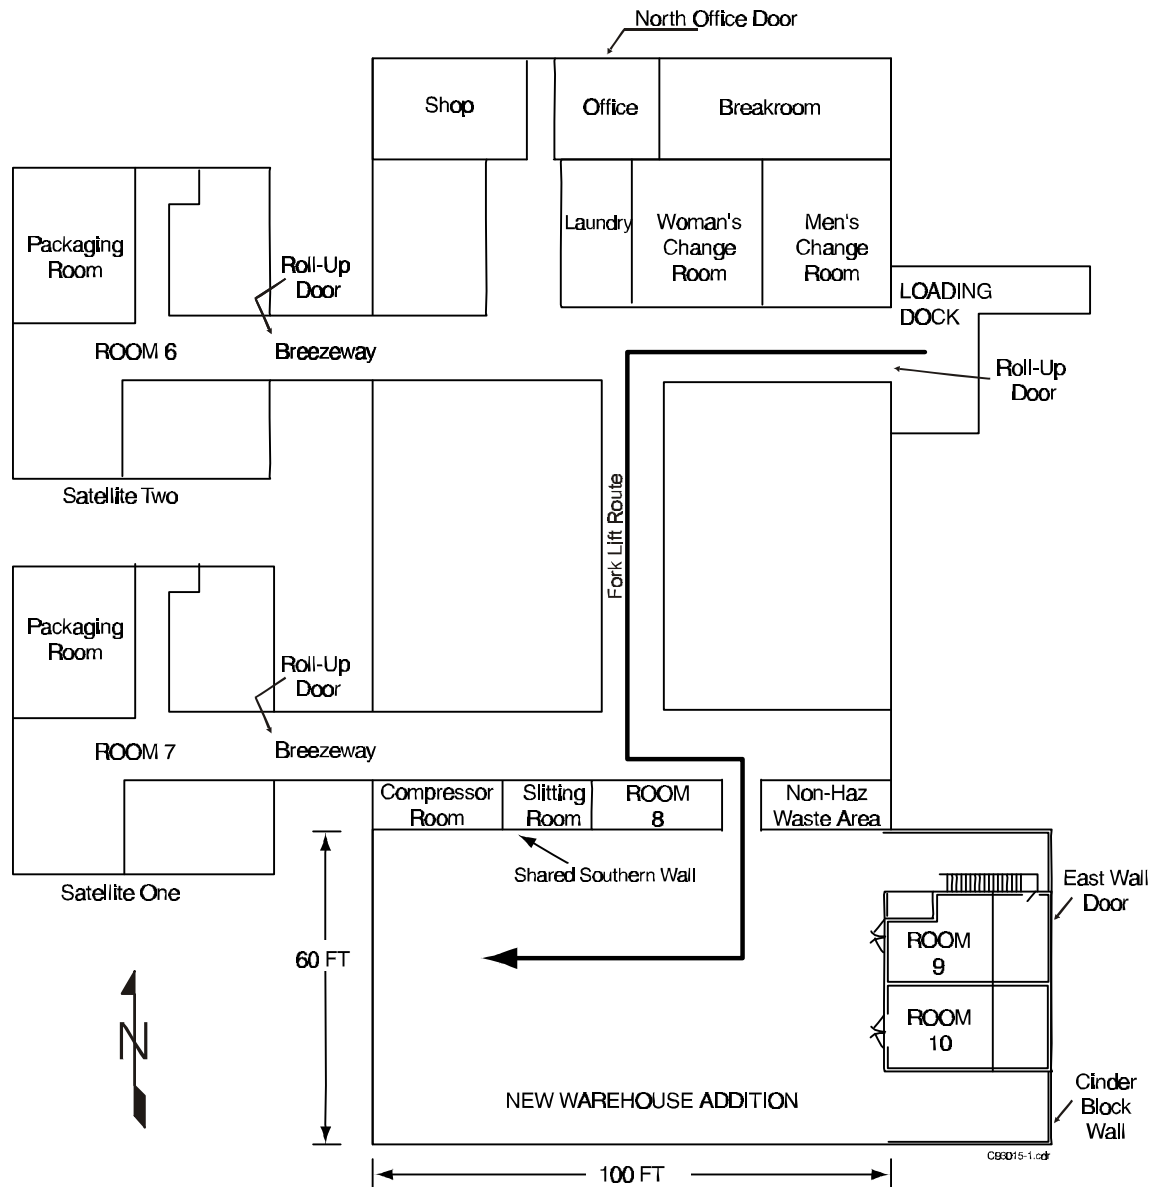 North Office Door
Shop
Office
Breakroom
Packaging
Room
Laundry
Woman's
Change
Room
Men's
Change
Room
Roll-Up
Door
LOADING
DOCK
ROOM 6
Breezeway
Roll-Up
Door
Satellite Two
Fork Lift Route
Packaging
Room
Roll-Up
Door
ROOM 7
Breezeway
Compressor
Room
Slitting
Room
ROOM
8
Non-Haz
Waste Area
Shared Southern Wall
East Wall
Door
Satellite One
60 FT
ROOM
9
ROOM
10
N
NEW WAREHOUSE ADDITION
Cinder
Block
Wall
C93015-1.cdr
100 FT